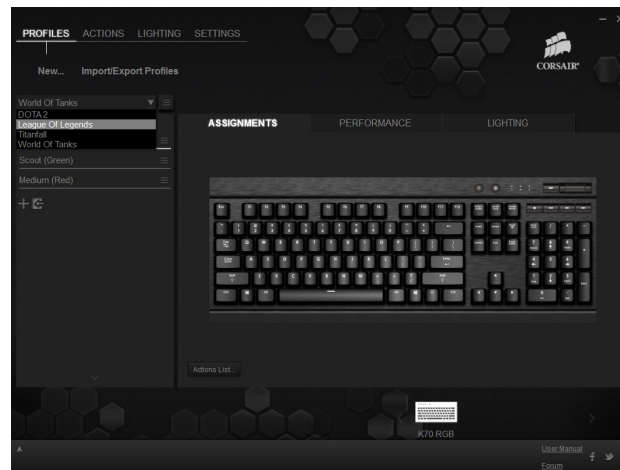 PROFILES ACTIONS LIGHTING SETTINGS
New... Import/Export Profiles
CORSAIR
World Of Tanks
DOTA 2
League Of Legends
Titanfall
World Of Tanks
Scout (Green)
Medium (Red)
ASSIGNMENTS PERFORMANCE LIGHTING
Actions List...
K70 RGB
User Manual
Forum